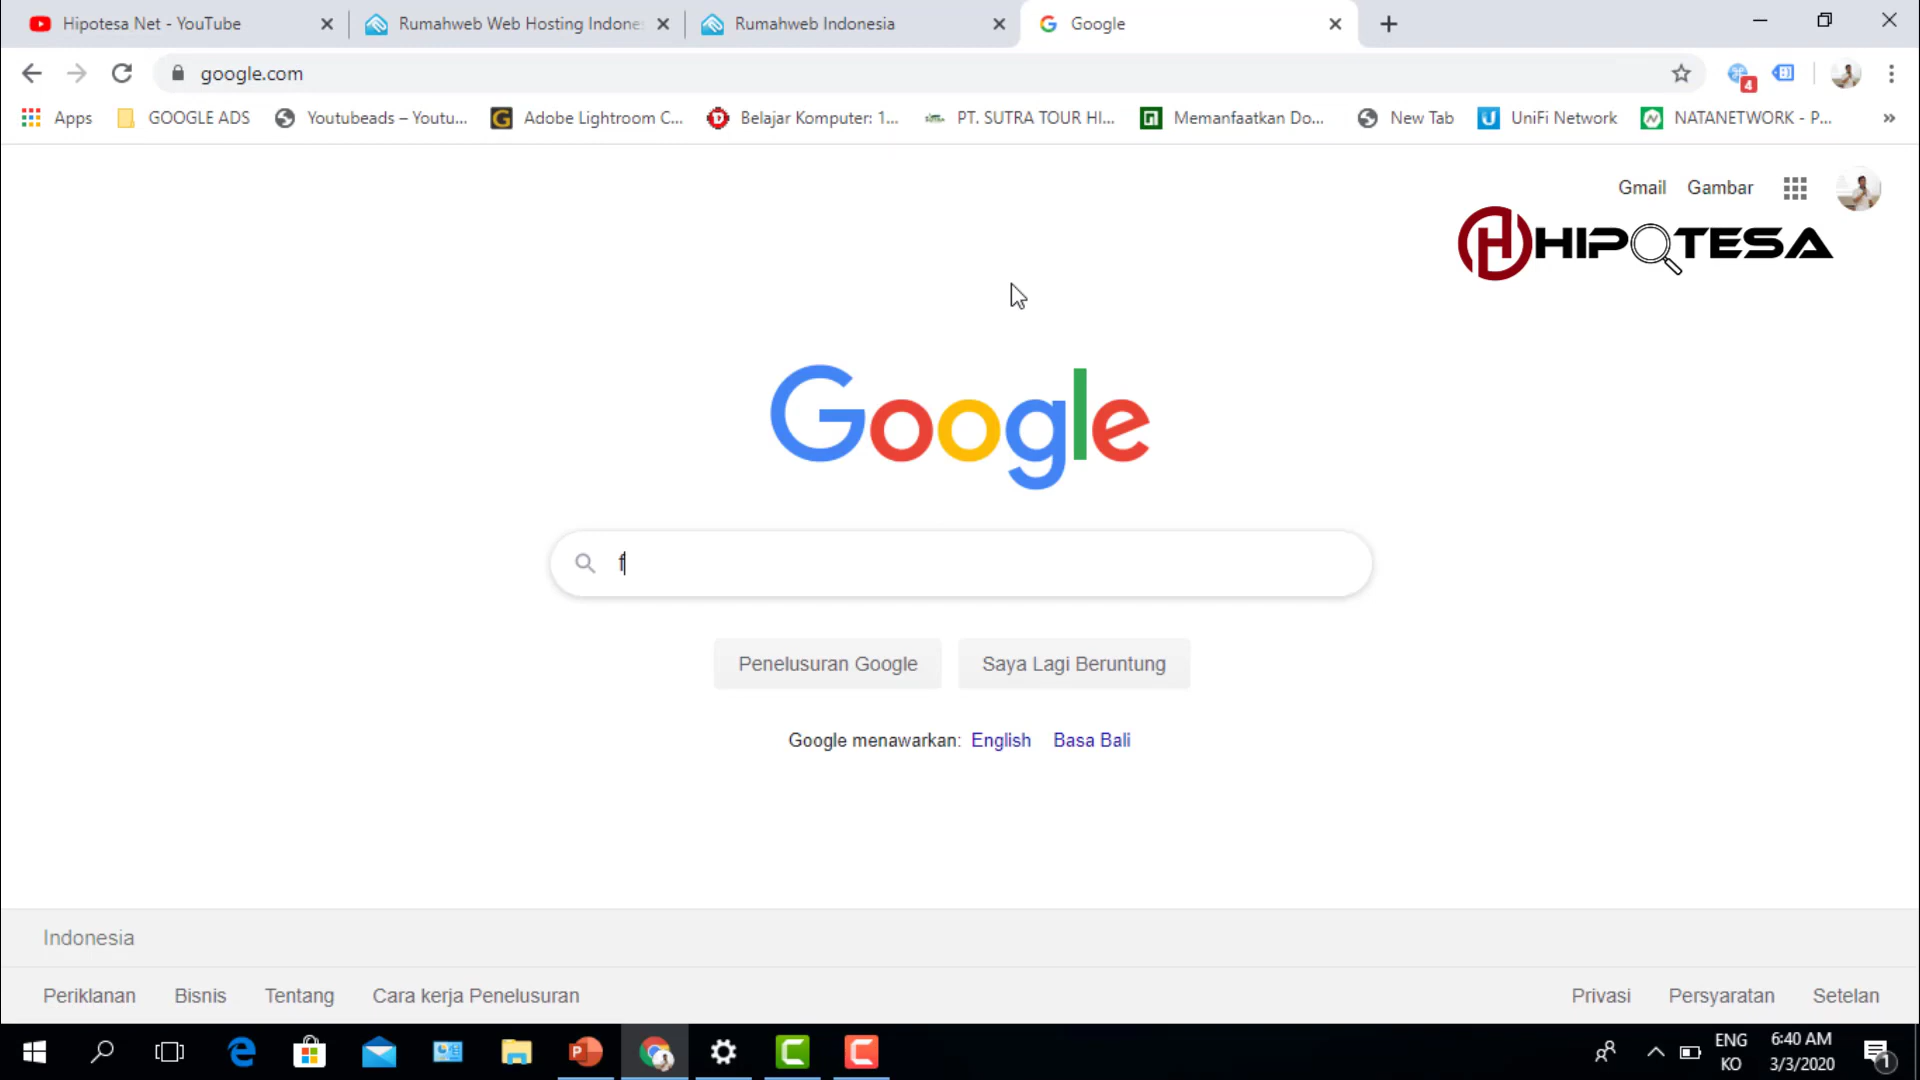 Hipotesa Net - YouTube
Rumahweb Web Hosting Indone
Rumahweb Indonesia
Google
google.com
4
Apps
GOOGLE ADS
Youtubeads – Youtu...
Adobe Lightroom C...
Belajar Komputer: 1...
PT. SUTRA TOUR HI...
Memanfaatkan Do...
New Tab
UniFi Network
NATANETWORK - P...
Gmail
Gambar
HIPOTESA
Google
f
Penelusuran Google
Saya Lagi Beruntung
Google menawarkan: English Basa Bali
Indonesia
Periklanan
Bisnis
Tentang
Cara kerja Penelusuran
Privasi
Persyaratan
Setelan
ENG
KO
6:40 AM
3/3/2020
1